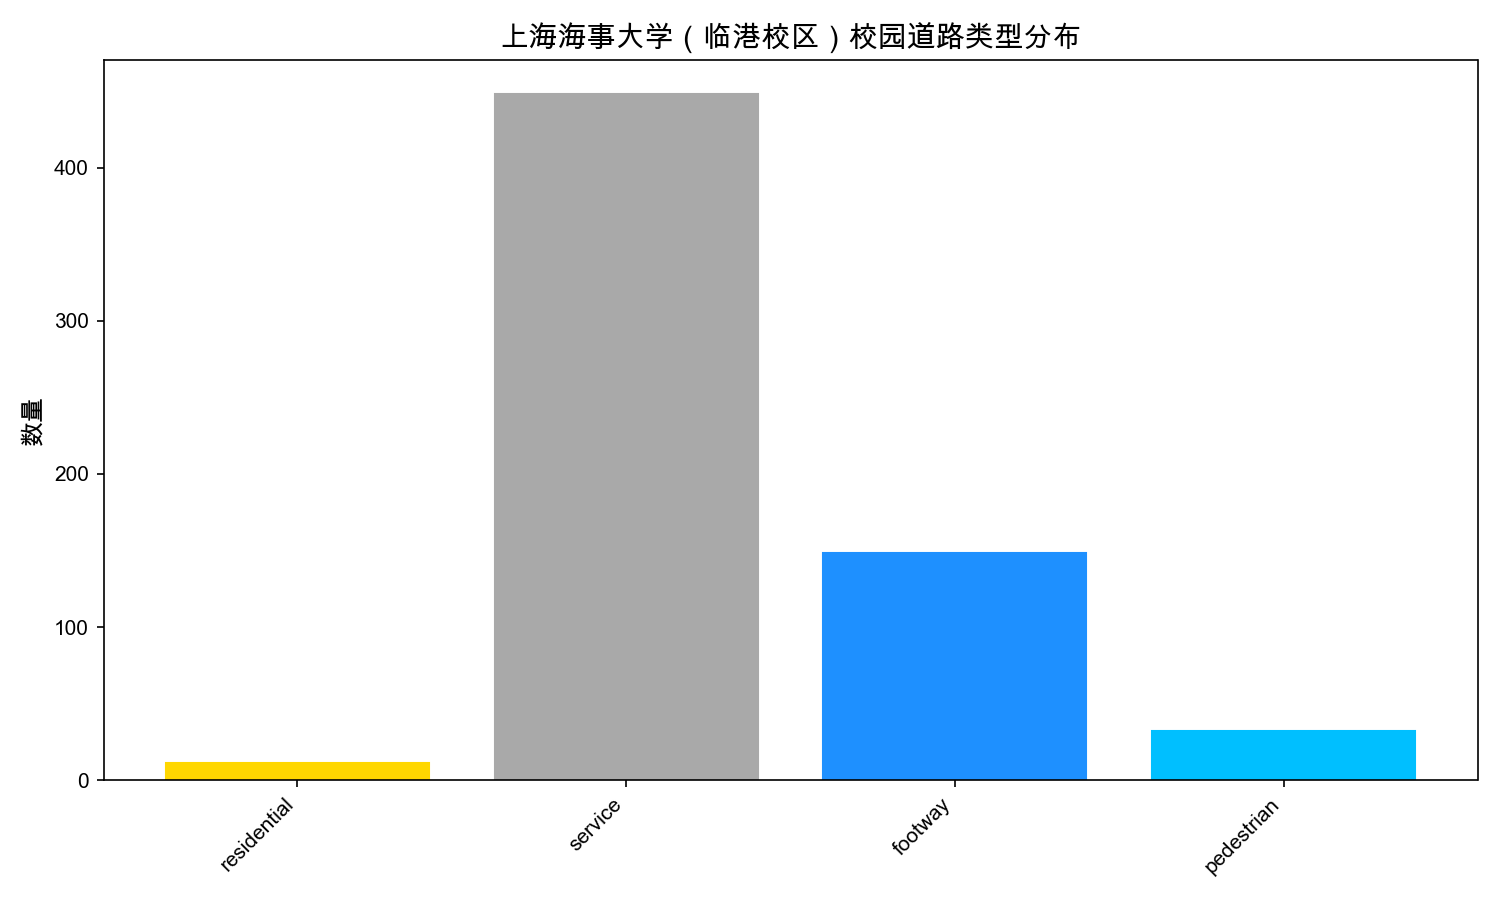 上海海事大学（临港校区）校园道路类型分布
数量
400
300
200
100
0
residential
service
footway
pedestrian